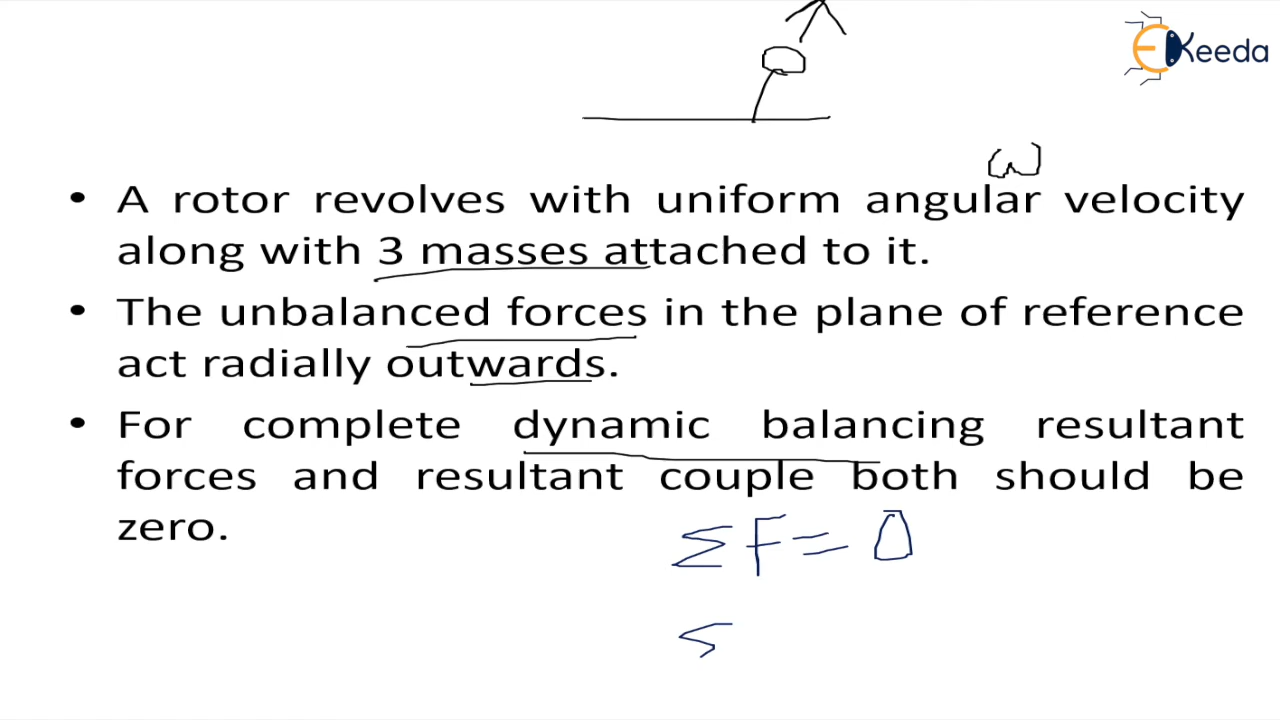 EKeeda
ω
• A rotor revolves with uniform angular velocity
along with 3 masses attached to it.
• The unbalanced forces in the plane of reference
act radially outwards.
• For complete dynamic balancing resultant
forces and resultant couple both should be
zero.
ΣF=0